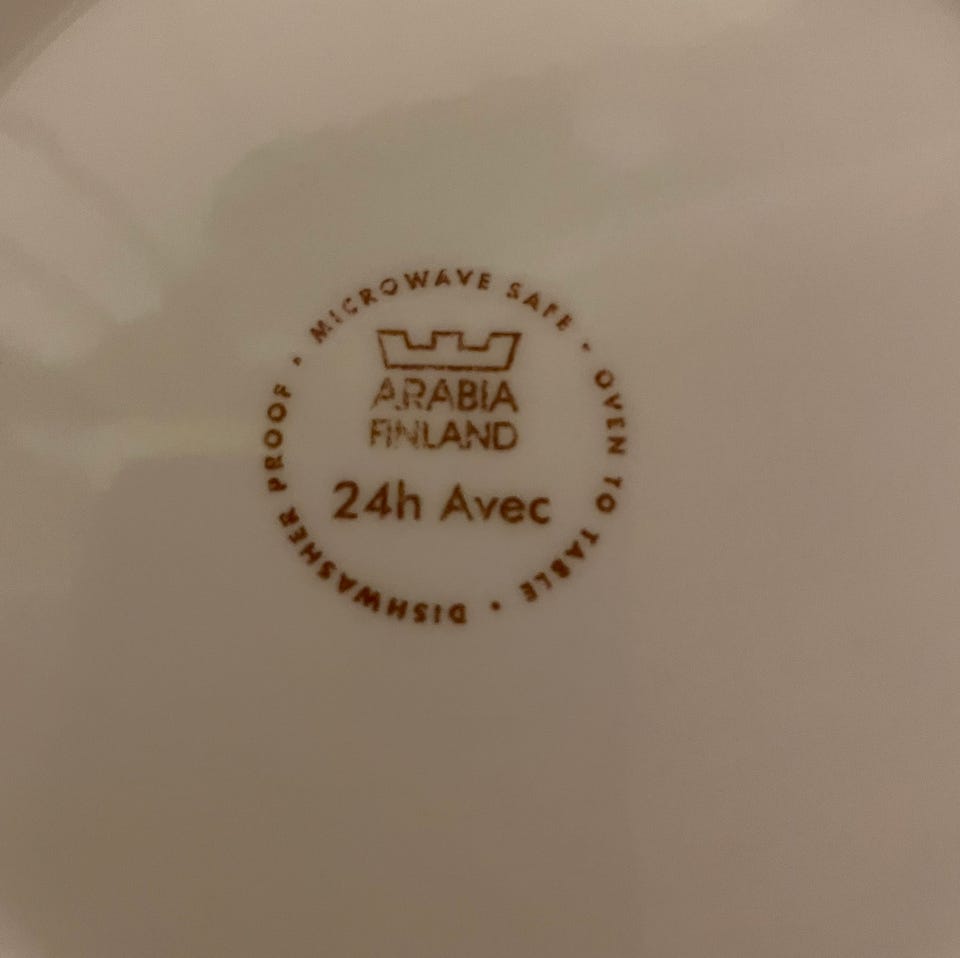 MICROWAVE SAFE • OVEN TO TABLE • DISHWASHER PROOF •
ARABIA
FINLAND
24h Avec